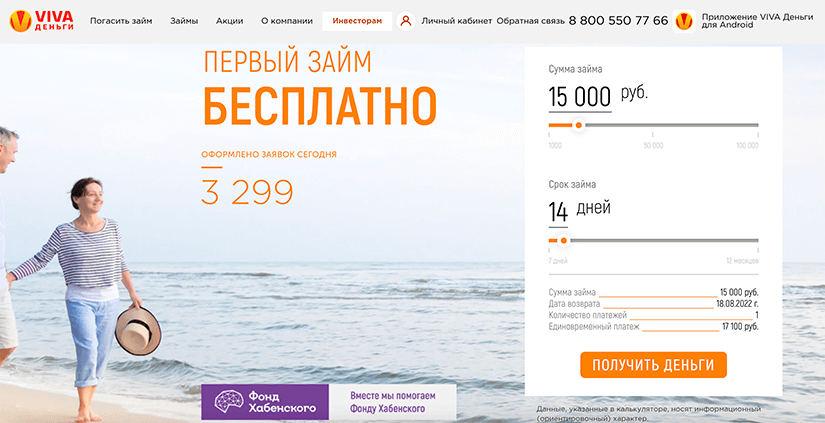 VIVA
ДЕНЬГИ
Погасить займ Займы Акции О компании Инвесторам Личный кабинет Обратная связь 8 800 550 77 66 Приложение VIVA Деньги
для Android
ПЕРВЫЙ ЗАЙМ
БЕСПЛАТНО
ОФОРМЛЕНО ЗАЯВОК СЕГОДНЯ
3 299
Сумма займа
15 000 руб.
1000 50 000 100 000
Срок займа
14 дней
7 дней 12 месяцев
Сумма займа 15 000 руб.
Дата возврата 18.08.2022 г.
Количество платежей 1
Единовременный платеж 17 100 руб.
ПОЛУЧИТЬ ДЕНЬГИ
Фонд
Хабенского
Вместе мы помогаем
Фонду Хабенского
Данные, указанные в калькуляторе, носят информационный
(ориентировочный) характер.